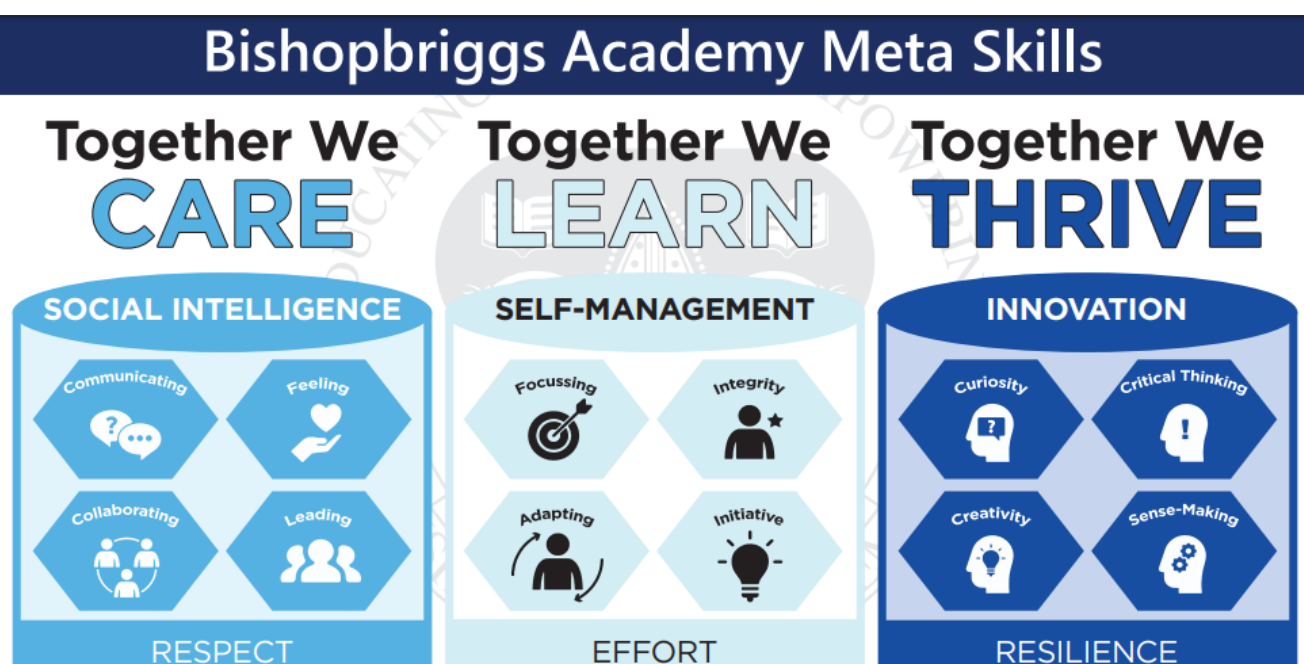 Bishopbriggs Academy Meta Skills
Together We
CARE
SOCIAL INTELLIGENCE
Communicating
Feeling
?
Collaborating
Leading
RESPECT
Together We
LEARN
SELF-MANAGEMENT
Focussing
Integrity
Adapting
Initiative
EFFORT
Together We
THRIVE
INNOVATION
Curiosity
Critical Thinking
?
!
Creativity
Sense-Making
RESILIENCE